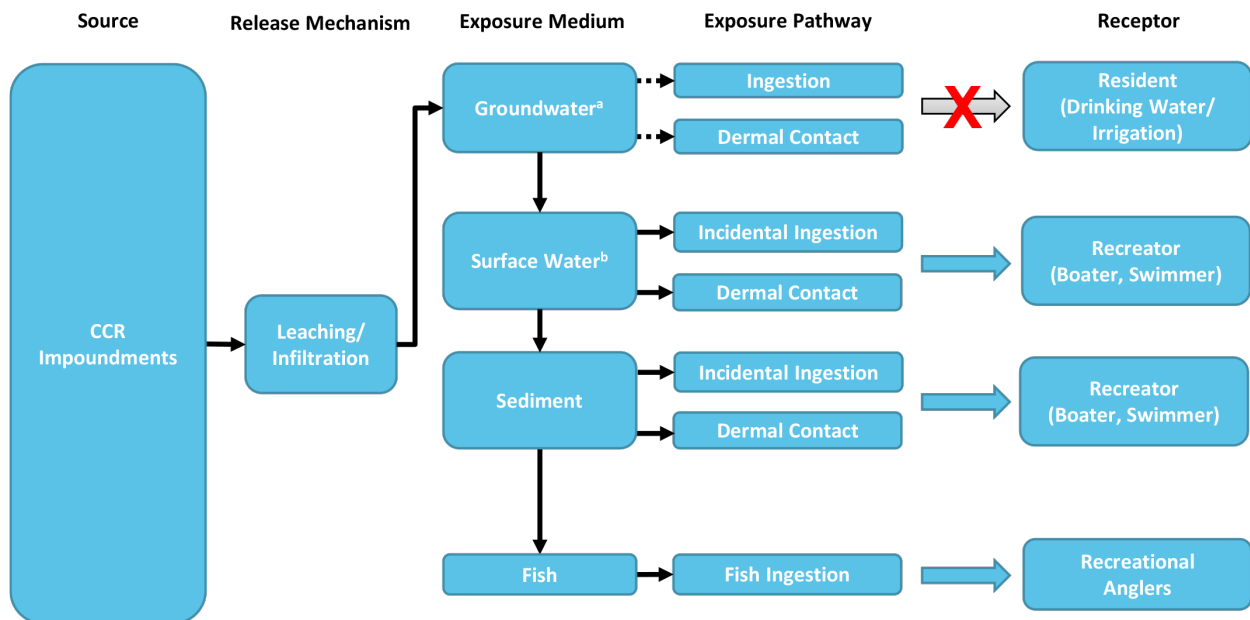 Source
Release Mechanism
Exposure Medium
Exposure Pathway
Receptor
CCR
Impoundments
Leaching/
Infiltration
Groundwaterᵃ
Ingestion
Dermal Contact
X
Resident
(Drinking Water/
Irrigation)
Surface Waterᵇ
Incidental Ingestion
Dermal Contact
Recreator
(Boater, Swimmer)
Sediment
Incidental Ingestion
Dermal Contact
Recreator
(Boater, Swimmer)
Fish
Fish Ingestion
Recreational
Anglers